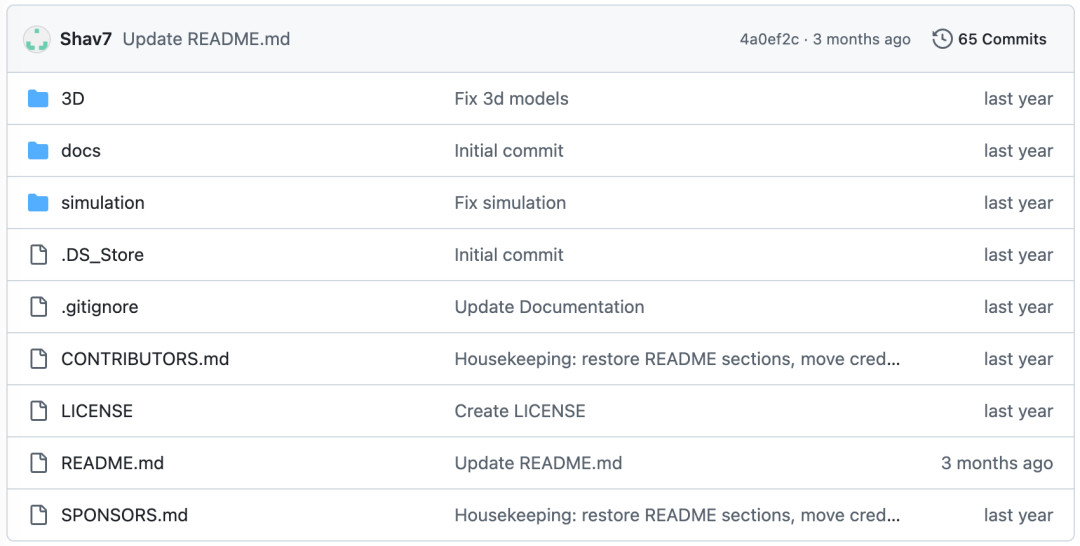 Shav7 Update README.md 4a0ef2c · 3 months ago 65 Commits
3D Fix 3d models last year
docs Initial commit last year
simulation Fix simulation last year
.DS_Store Initial commit last year
.gitignore Update Documentation last year
CONTRIBUTORS.md Housekeeping: restore README sections, move cred... last year
LICENSE Create LICENSE last year
README.md Update README.md 3 months ago
SPONSORS.md Housekeeping: restore README sections, move cred... last year